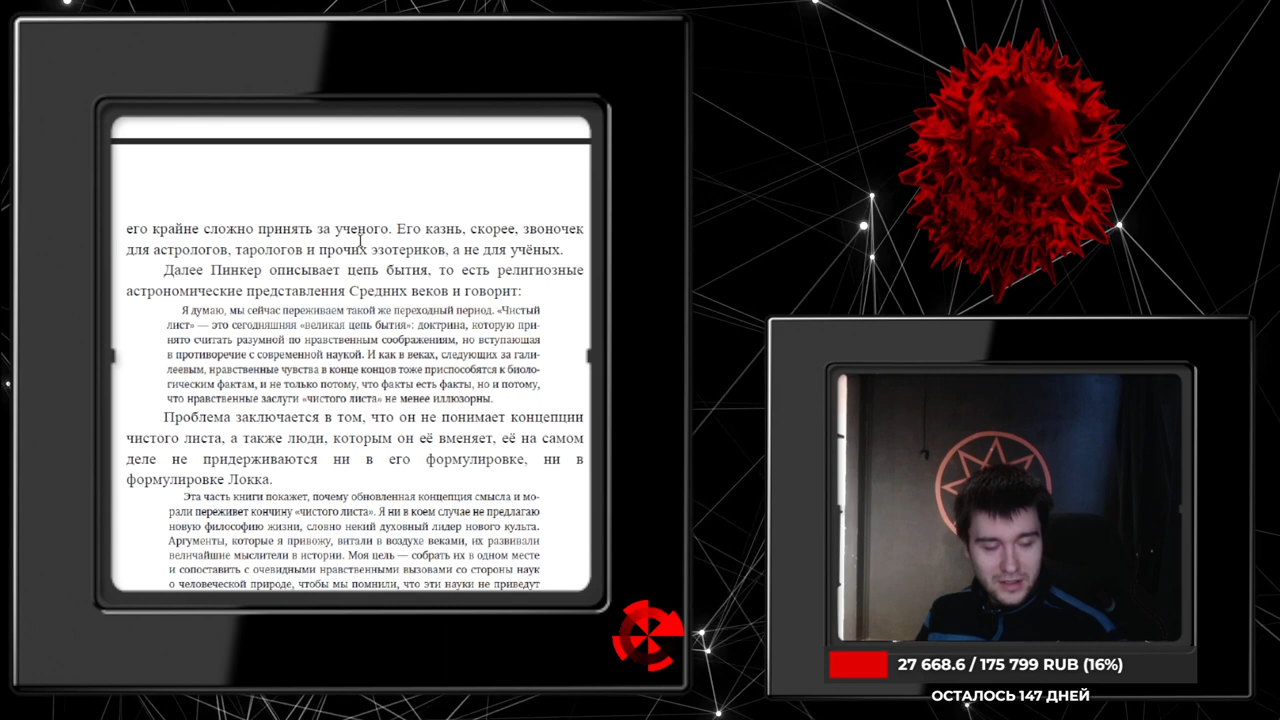 его крайне сложно принять за ученого. Его казнь, скорее, звоночек
для астрологов, тарологов и прочих эзотериков, а не для учёных.
Далее Пинкер описывает цепь бытия, то есть религиозные
астрономические представления Средних веков и говорит:
Я думаю, мы сейчас переживаем такой же переходный период. «Чистый
лист» — это сегодняшняя «великая цепь бытия»: доктрина, которую при-
нято считать разумной по нравственным соображениям, но вступающая
в противоречие с современной наукой. И как в веках, следующих за гали-
леевым, нравственные чувства в конце концов тоже приспособятся к биоло-
гическим фактам, и не только потому, что факты есть факты, но и потому,
что нравственные заслуги «чистого листа» не менее иллюзорны.
Проблема заключается в том, что он не понимает концепции
чистого листа, а также люди, которым он её вменяет, её на самом
деле не придерживаются ни в его формулировке, ни в
формулировке Локка.
Эта часть книги покажет, почему обновленная концепция смысла и мо-
рали переживет кончину «чистого листа». Я ни в коем случае не предлагаю
новую философию жизни, словно некий духовный лидер нового культа.
Аргументы, которые я привожу, витали в воздухе веками, их развивали
величайшие мыслители в истории. Моя цель — собрать их в одном месте
и сопоставить с очевидными нравственными вызовами со стороны наук
о человеческой природе, чтобы мы помнили, что эти науки не приведут
27 668.6 / 175 799 RUB (16%)
ОСТАЛОСЬ 147 ДНЕЙ